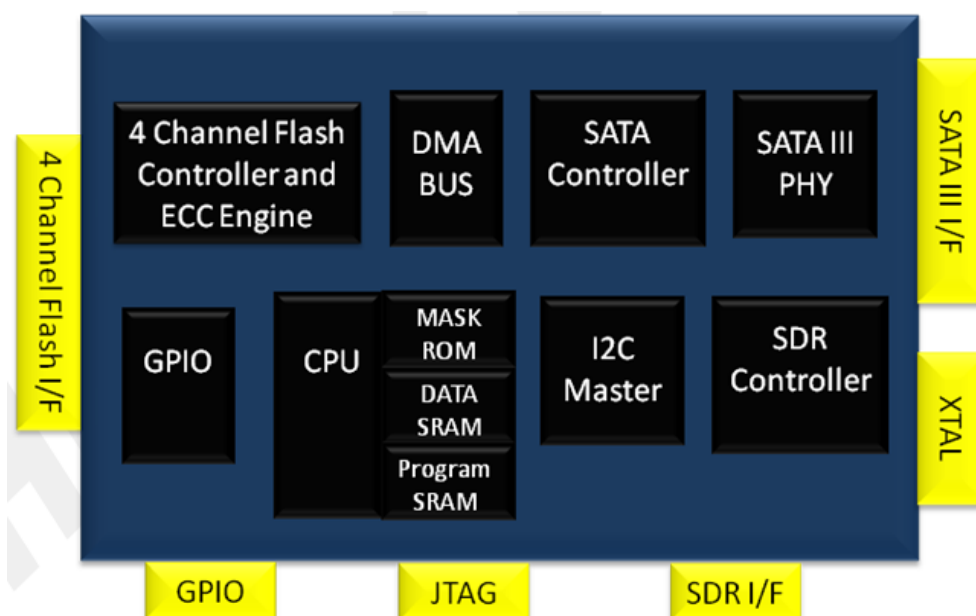 4 Channel Flash
Controller and
ECC Engine
DMA
BUS
SATA
Controller
SATA III
PHY
GPIO
CPU
MASK
ROM
DATA
SRAM
Program
SRAM
I2C
Master
SDR
Controller
4 Channel Flash I/F
SATA III I/F
XTAL
GPIO
JTAG
SDR I/F